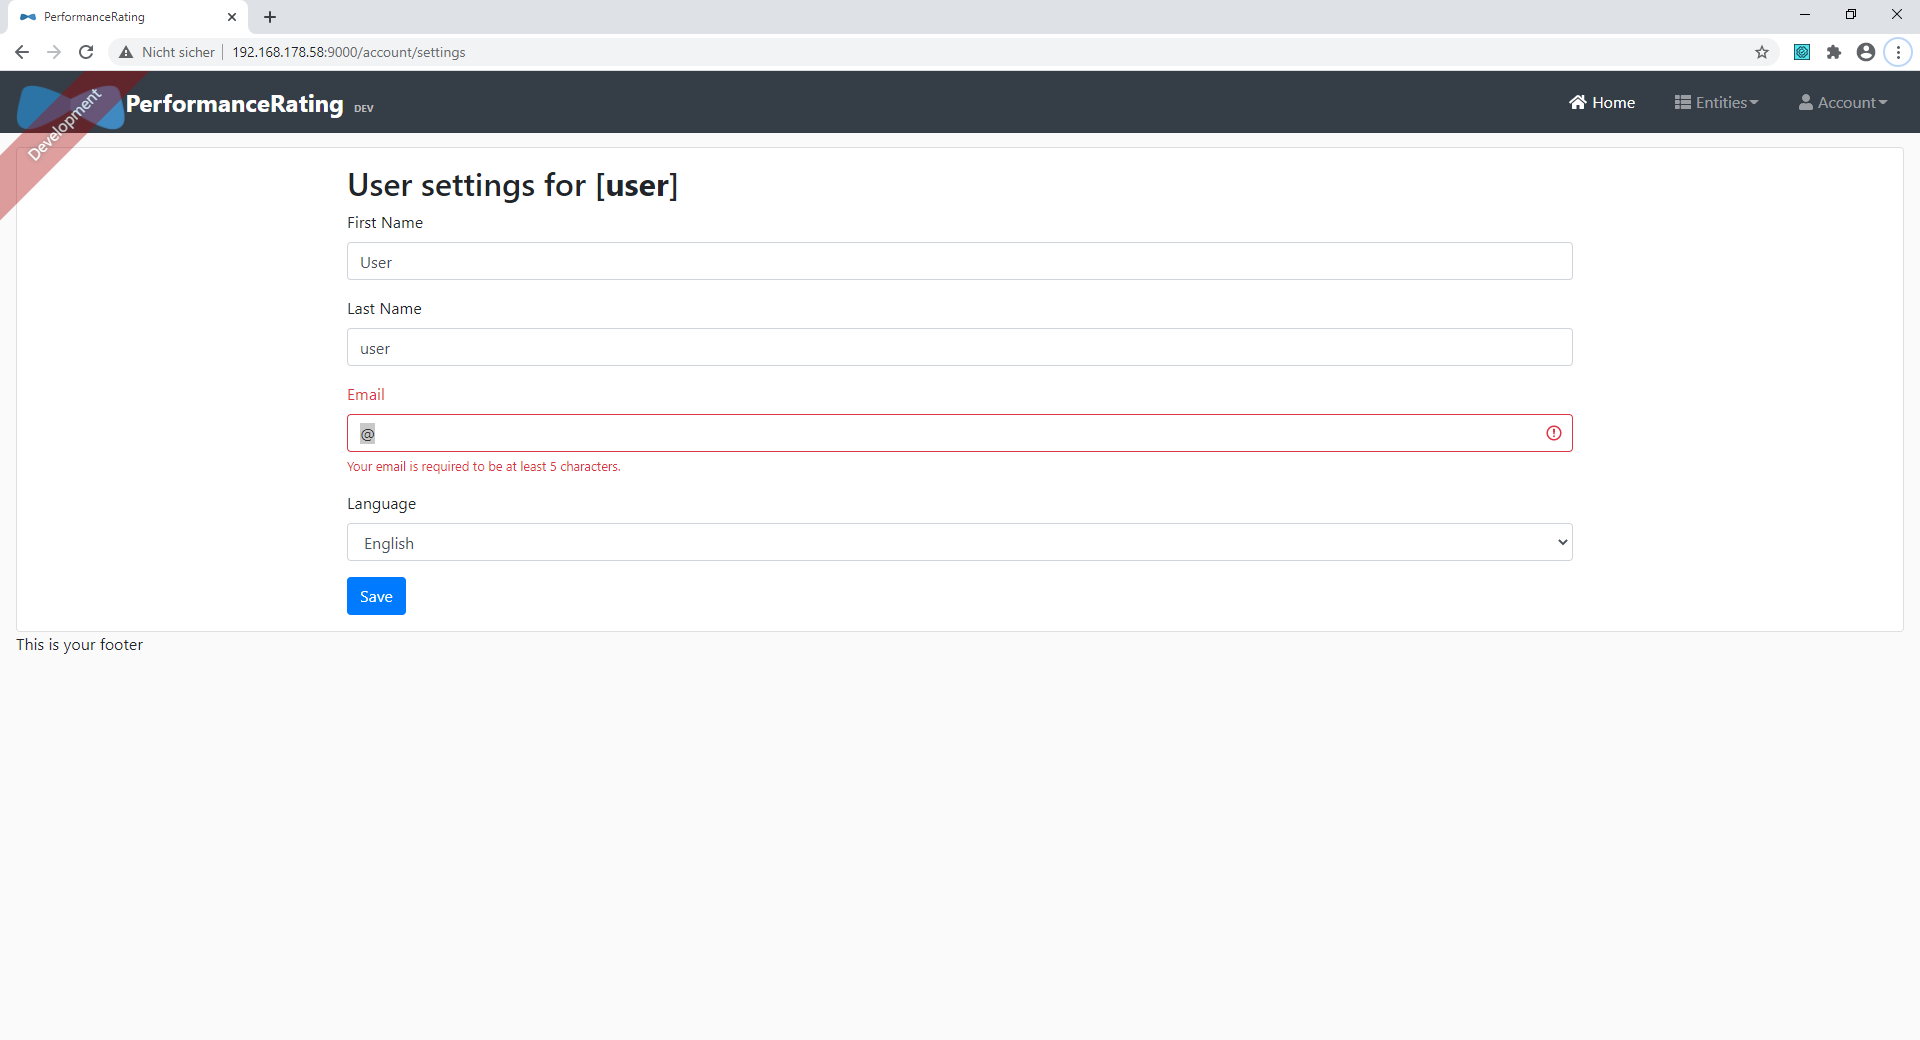 PerformanceRating
Nicht sicher 192.168.178.58:9000/account/settings
Development
PerformanceRating DEV
Home Entities Account
User settings for [user]
First Name
User
Last Name
user
Email
@
Your email is required to be at least 5 characters.
Language
English
Save
This is your footer